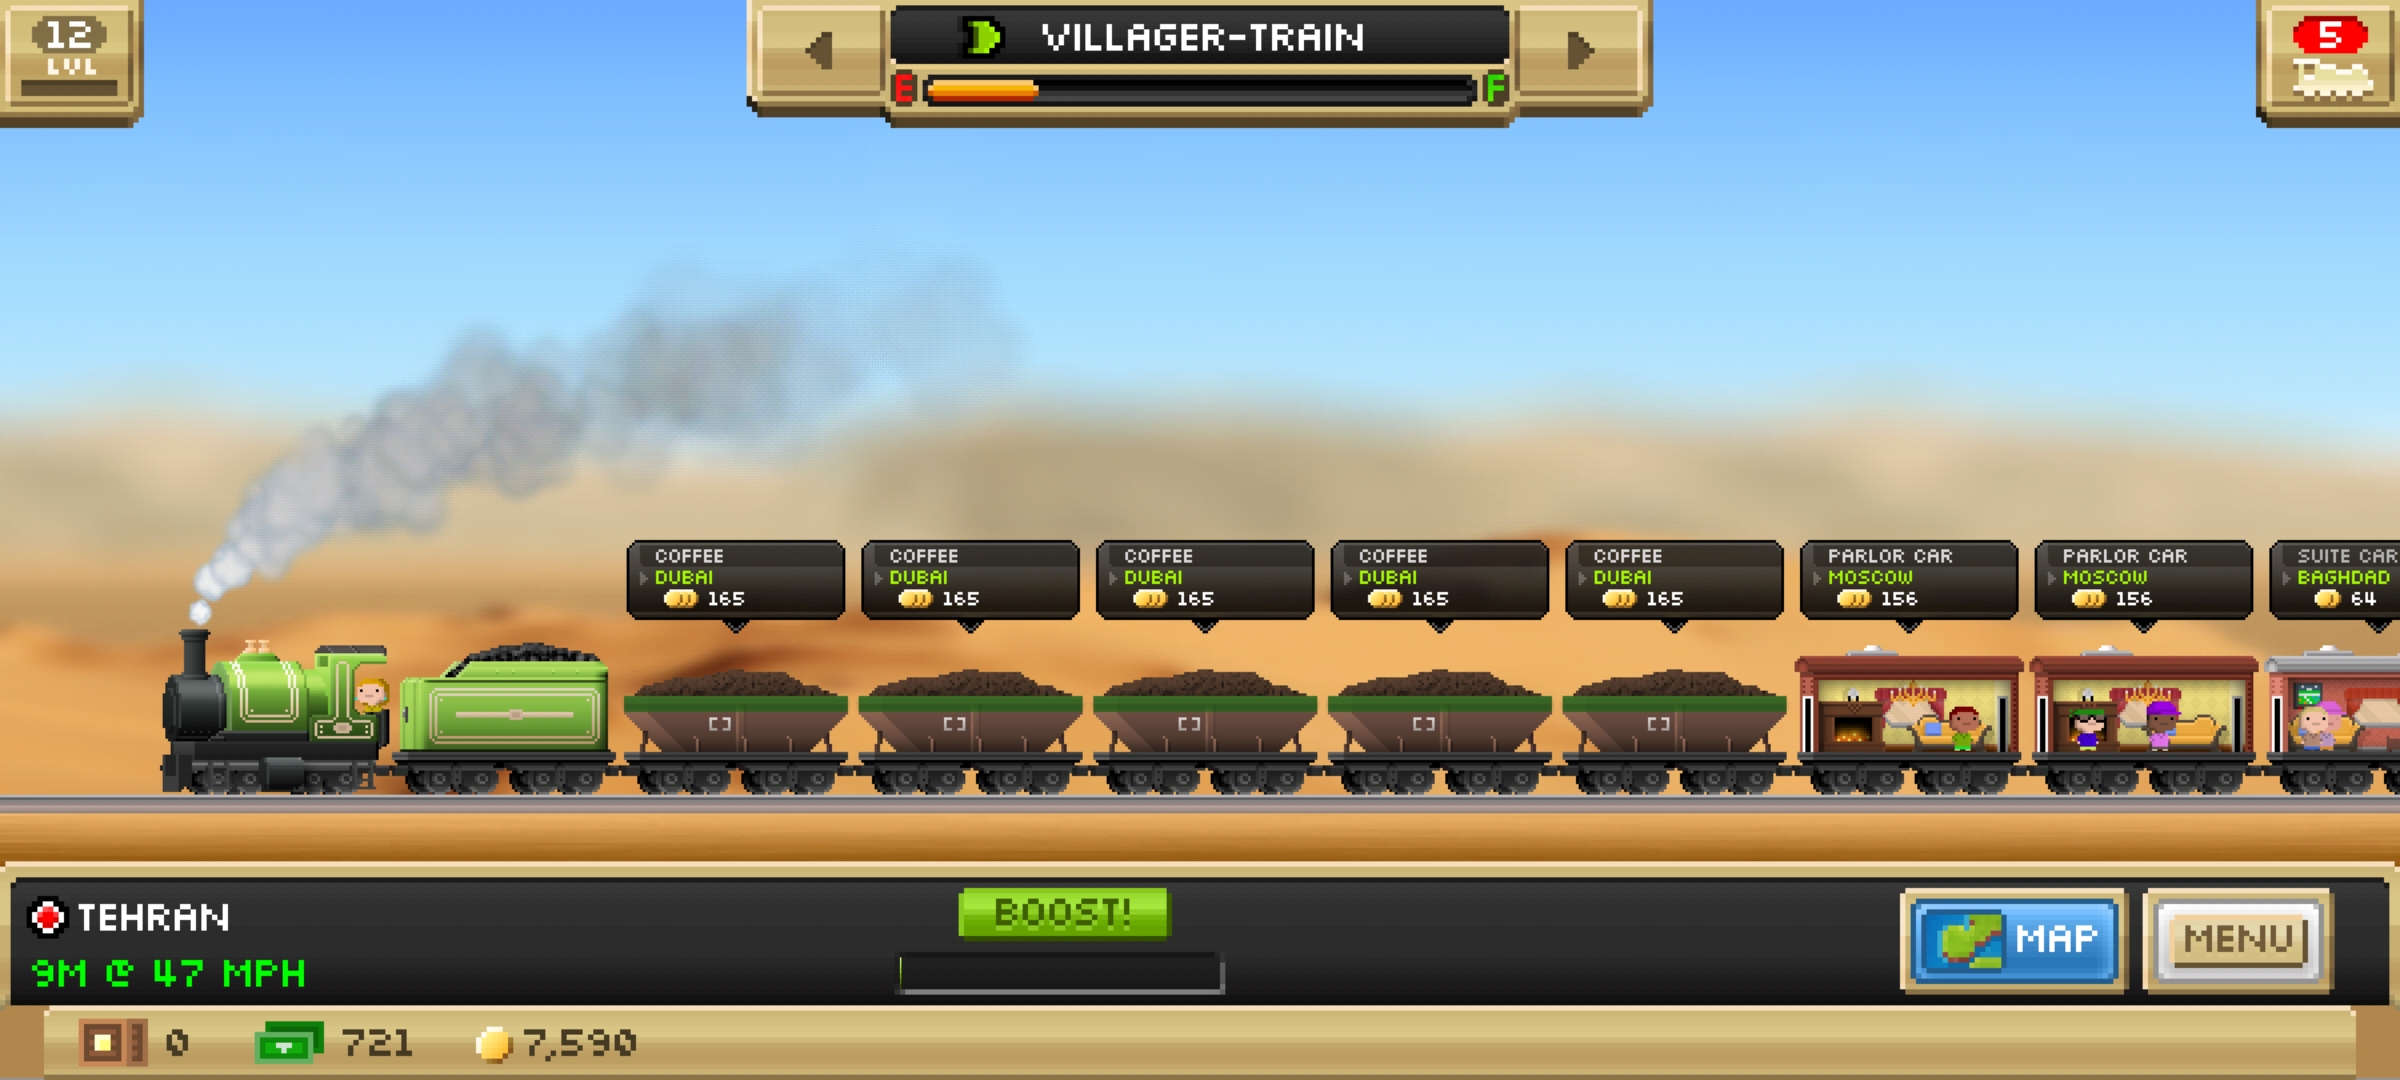 12
LVL
VILLAGER-TRAIN
E
F
5
COFFEE
DUBAI
165
COFFEE
DUBAI
165
COFFEE
DUBAI
165
COFFEE
DUBAI
165
COFFEE
DUBAI
165
PARLOR CAR
MOSCOW
156
PARLOR CAR
MOSCOW
156
SUITE CAR
BAGHDAD
64
TEHRAN
9M @ 47 MPH
BOOST!
MAP
MENU
0
721
7,590